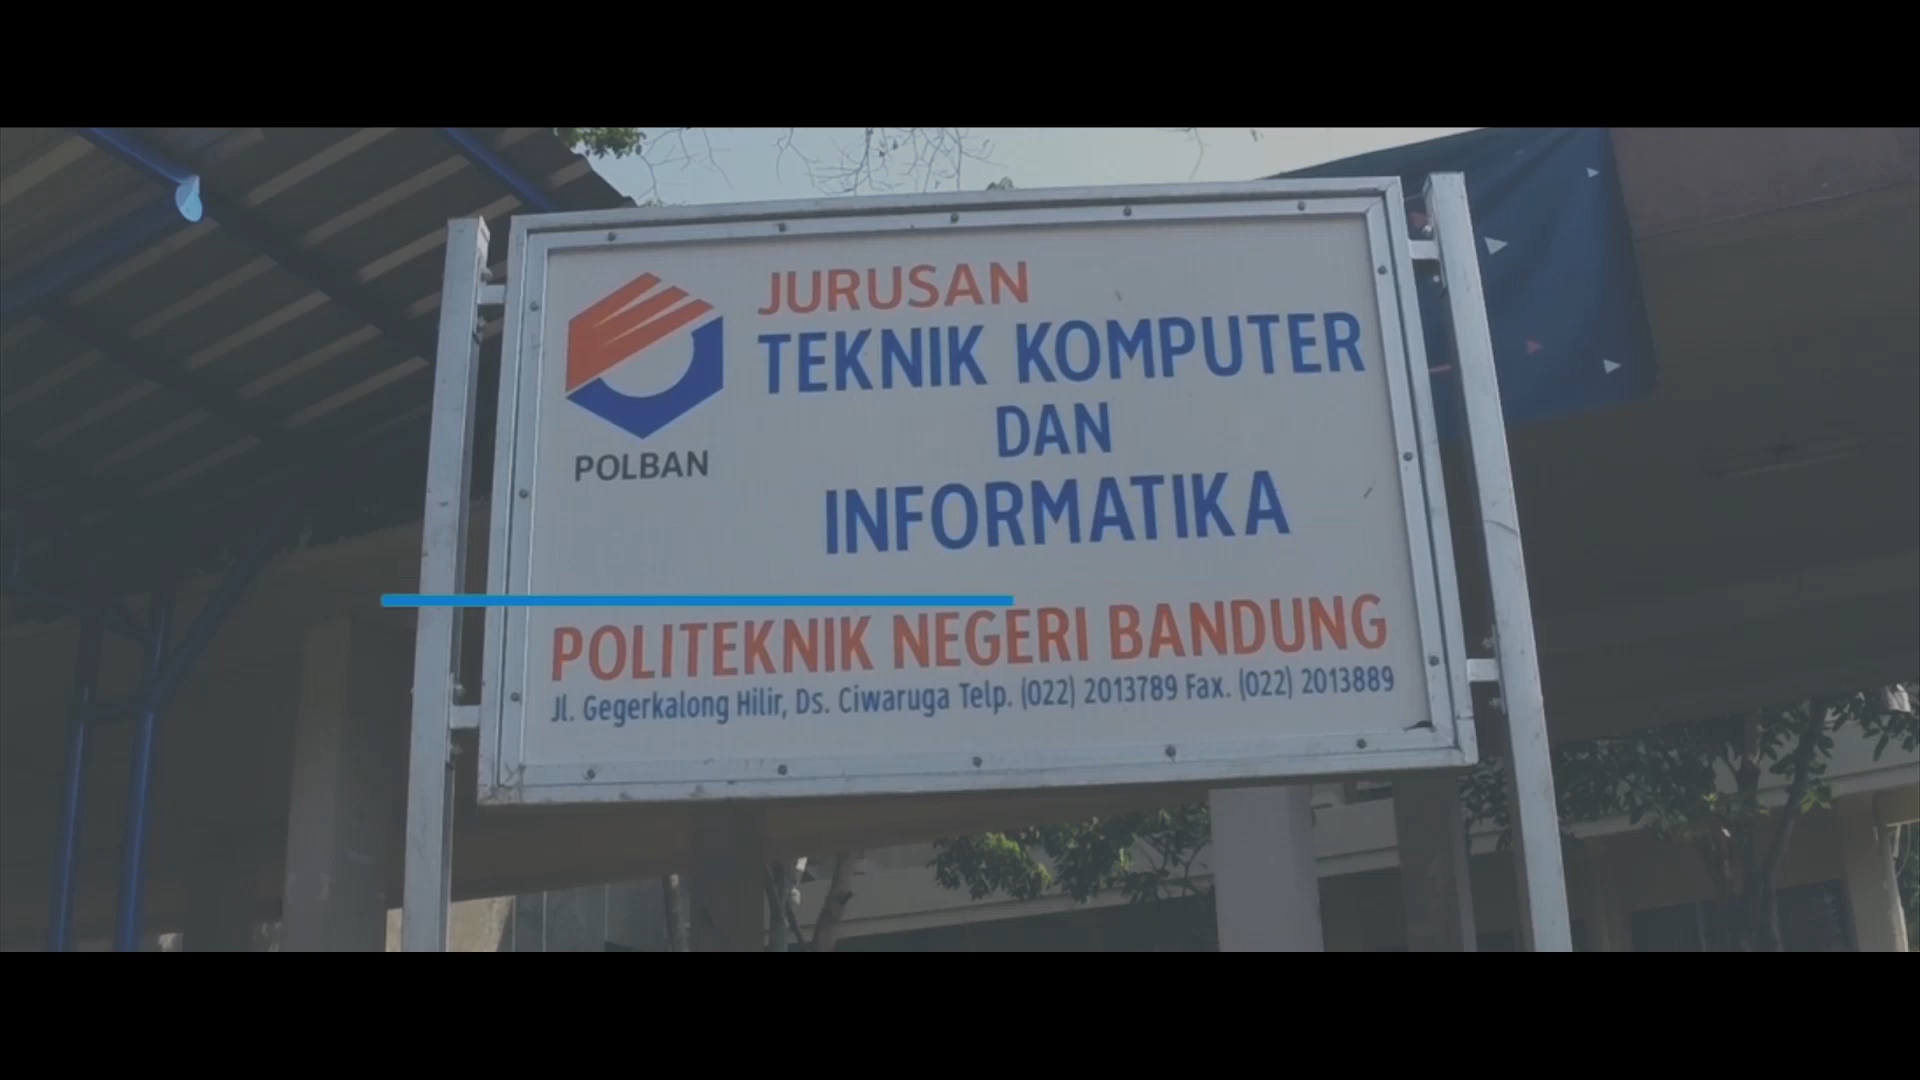 JURUSAN
TEKNIK KOMPUTER
DAN
INFORMATIKA
POLBAN
POLITEKNIK NEGERI BANDUNG
Jl. Gegerkalong Hilir, Ds. Ciwaruga Telp. (022) 2013789 Fax. (022) 2013889